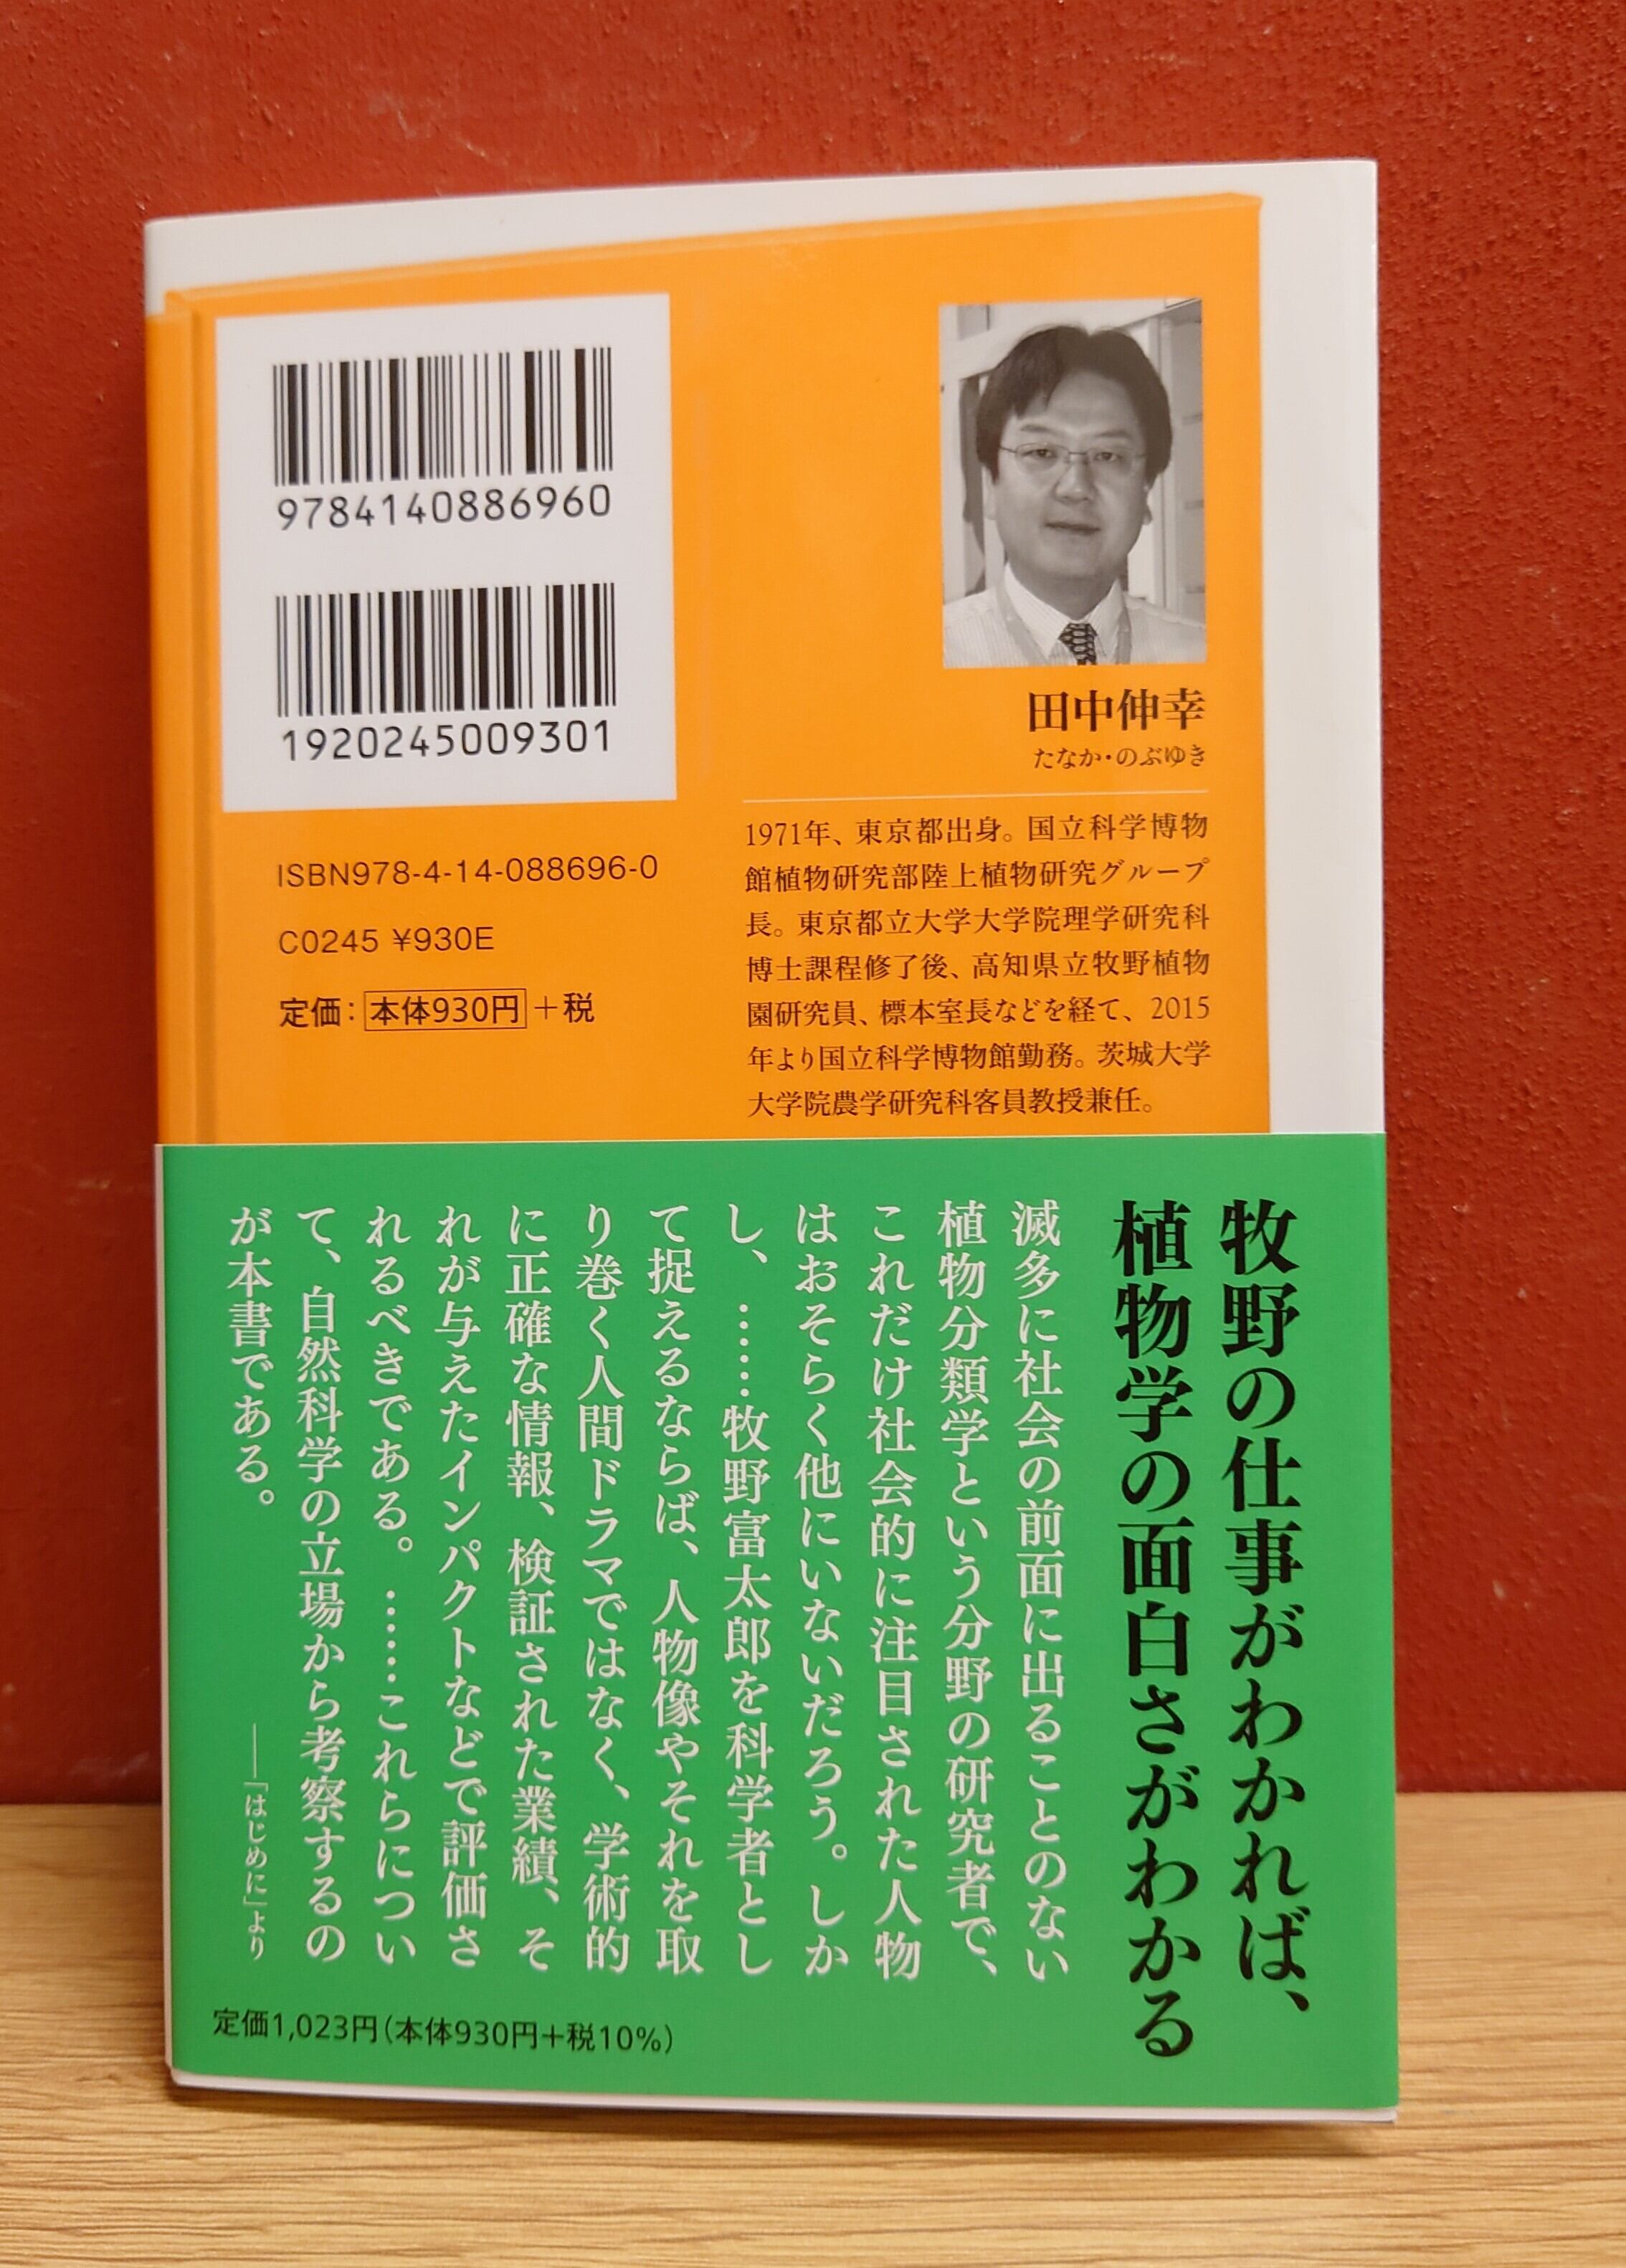 9784140886960
1920245009301
ISBN978-4-14-088696-0
C0245 ¥930E
定価：本体930円＋税
田中伸幸
たなか・のぶゆき
1971年、東京都出身。国立科学博物
館植物研究部陸上植物研究グループ
長。東京都立大学大学院理学研究科
博士課程修了後、高知県立牧野植物
園研究員、標本室長などを経て、2015
年より国立科学博物館勤務。茨城大学
大学院農学研究科客員教授兼任。
牧野の仕事がわかれば、
植物学の面白さがわかる
滅多に社会の前面に出ることのない
植物分類学という分野の研究者で、
これだけ社会的に注目された人物
はおそらく他にいないだろう。しか
し、……牧野富太郎を科学者とし
て捉えるならば、人物像やそれを取
り巻く人間ドラマではなく、学術的
に正確な情報、検証された業績、そ
れが与えたインパクトなどで評価さ
れるべきである。……これらについ
て、自然科学の立場から考察するの
が本書である。
――「はじめに」より
定価1,023円（本体930円＋税10%）